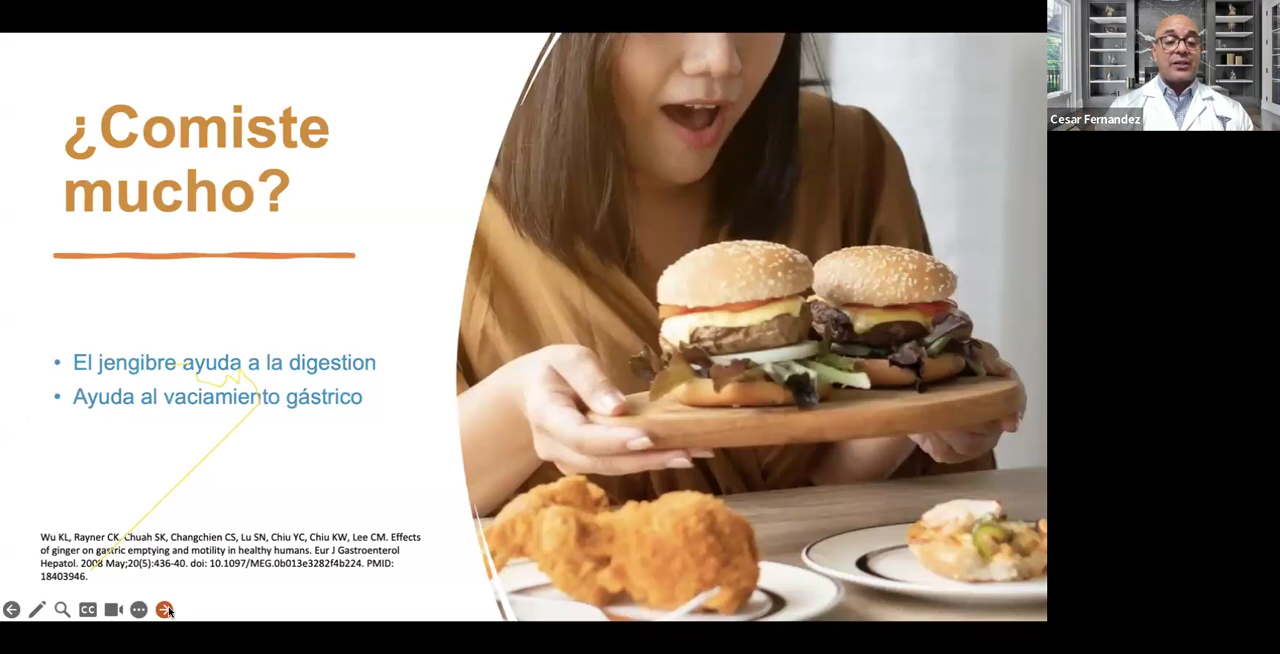 ¿Comiste
mucho?
• El jengibre ayuda a la digestion
• Ayuda al vaciamiento gástrico
Wu KL, Rayner CK, Chuah SK, Changchien CS, Lu SN, Chiu YC, Chiu KW, Lee CM. Effects
of ginger on gastric emptying and motility in healthy humans. Eur J Gastroenterol
Hepatol. 2008 May;20(5):436-40. doi: 10.1097/MEG.0b013e3282f4b224. PMID:
18403946.
CC
Cesar Fernandez